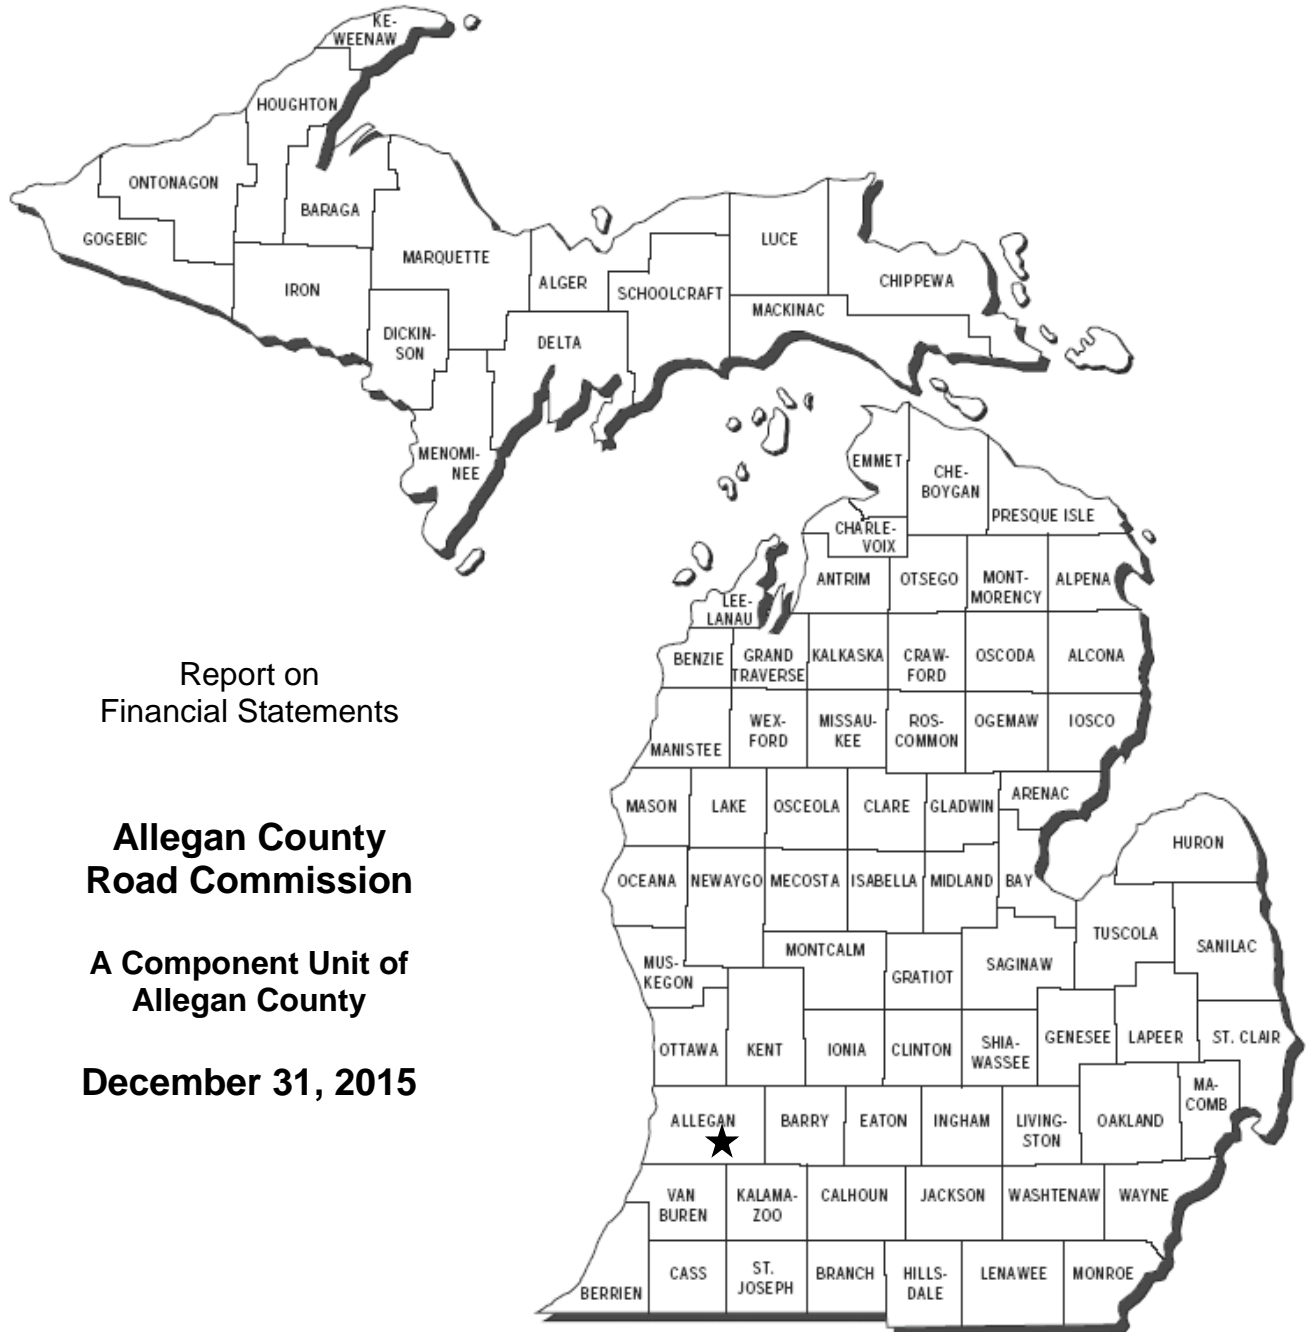 KE-
WEENAW
HOUGHTON
ONTONAGON
BARAGA
GOGEBIC
MARQUETTE
IRON
ALGER
LUCE
SCHOOLCRAFT
CHIPPEWA
MACKINAC
DICKIN-
SON
DELTA
MENOMI-
NEE
EMMET
CHE-
BOYGAN
PRESQUE ISLE
CHARLE-
VOIX
ANTRIM
OTSEGO
MONT-
MORENCY
ALPENA
LEE-
LANAU
BENZIE
GRAND
TRAVERSE
KALKASKA
CRAW-
FORD
OSCODA
ALCONA
MANISTEE
WEX-
FORD
MISSAU-
KEE
ROS-
COMMON
OGEMAW
IOSCO
MASON
LAKE
OSCEOLA
CLARE
GLADWIN
ARENAC
HURON
OCEANA
NEWAYGO
MECOSTA
ISABELLA
MIDLAND
BAY
TUSCOLA
SANILAC
MUS-
KEGON
MONTCALM
GRATIOT
SAGINAW
OTTAWA
KENT
IONIA
CLINTON
SHIA-
WASSEE
GENESEE
LAPEER
ST. CLAIR
MA-
COMB
ALLEGAN
BARRY
EATON
INGHAM
LIVING-
STON
OAKLAND
VAN
BUREN
KALAMA-
ZOO
CALHOUN
JACKSON
WASHTENAW
WAYNE
BERRIEN
CASS
ST.
JOSEPH
BRANCH
HILLS-
DALE
LENAWEE
MONROE
Report on
Financial Statements
Allegan County
Road Commission
A Component Unit of
Allegan County
December 31, 2015